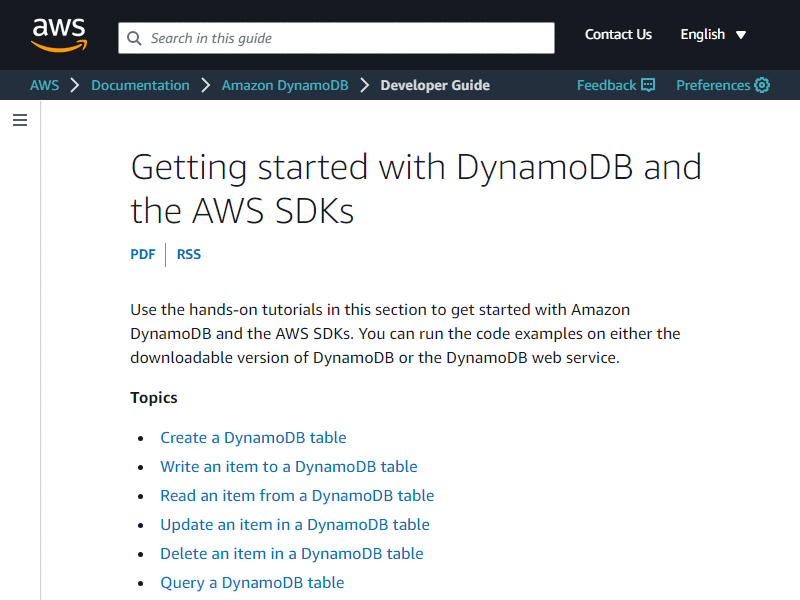 aws
Search in this guide
Contact Us
English
AWS
Documentation
Amazon DynamoDB
Developer Guide
Feedback
Preferences
Getting started with DynamoDB and
the AWS SDKs
PDF
RSS
Use the hands-on tutorials in this section to get started with Amazon
DynamoDB and the AWS SDKs. You can run the code examples on either the
downloadable version of DynamoDB or the DynamoDB web service.
Topics
Create a DynamoDB table
Write an item to a DynamoDB table
Read an item from a DynamoDB table
Update an item in a DynamoDB table
Delete an item in a DynamoDB table
Query a DynamoDB table